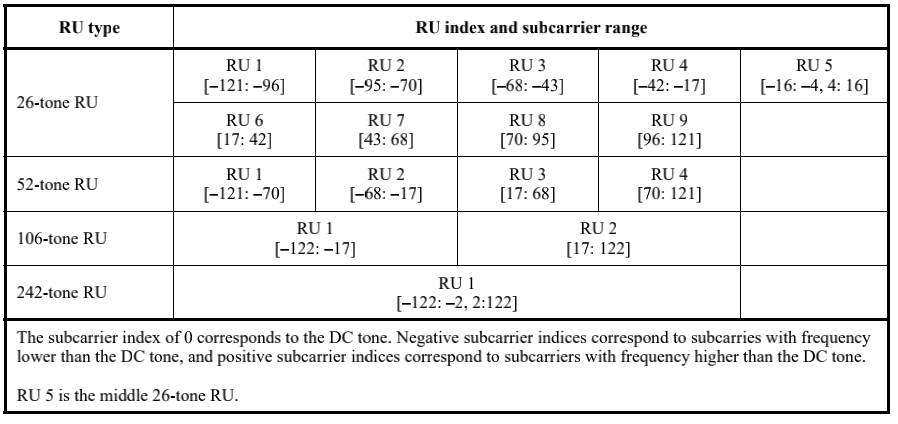 RU type
RU index and subcarrier range
26-tone RU
RU 1
[–121: –96]
RU 2
[–95: –70]
RU 3
[–68: –43]
RU 4
[–42: –17]
RU 5
[–16: –4, 4: 16]
RU 6
[17: 42]
RU 7
[43: 68]
RU 8
[70: 95]
RU 9
[96: 121]
52-tone RU
RU 1
[–121: –70]
RU 2
[–68: –17]
RU 3
[17: 68]
RU 4
[70: 121]
106-tone RU
RU 1
[–122: –17]
RU 2
[17: 122]
242-tone RU
RU 1
[–122: –2, 2:122]
The subcarrier index of 0 corresponds to the DC tone. Negative subcarrier indices correspond to subcarries with frequency
lower than the DC tone, and positive subcarrier indices correspond to subcarriers with frequency higher than the DC tone.
RU 5 is the middle 26-tone RU.